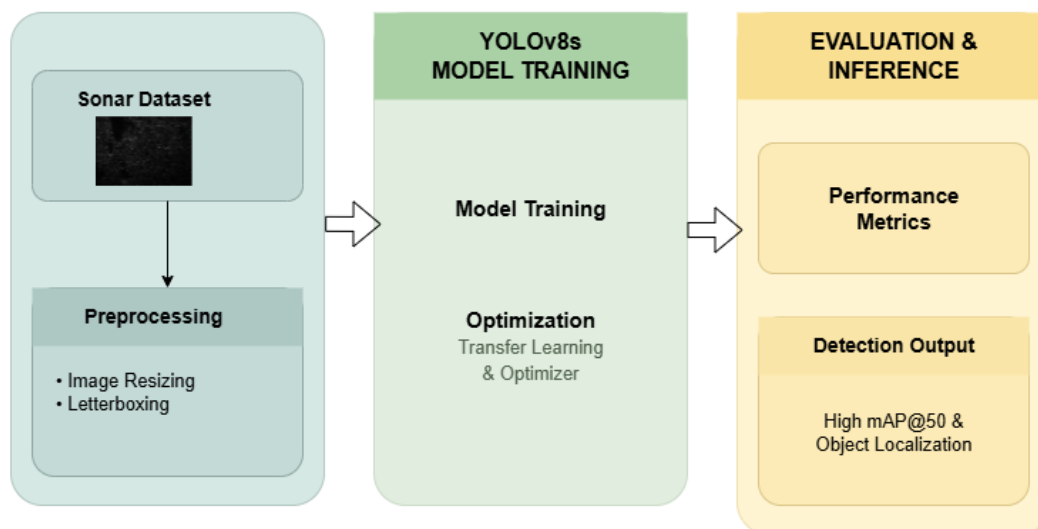 Sonar Dataset
Preprocessing
• Image Resizing
• Letterboxing
YOLOv8s
MODEL TRAINING
Model Training
Optimization
Transfer Learning
& Optimizer
EVALUATION &
INFERENCE
Performance
Metrics
Detection Output
High mAP@50 &
Object Localization